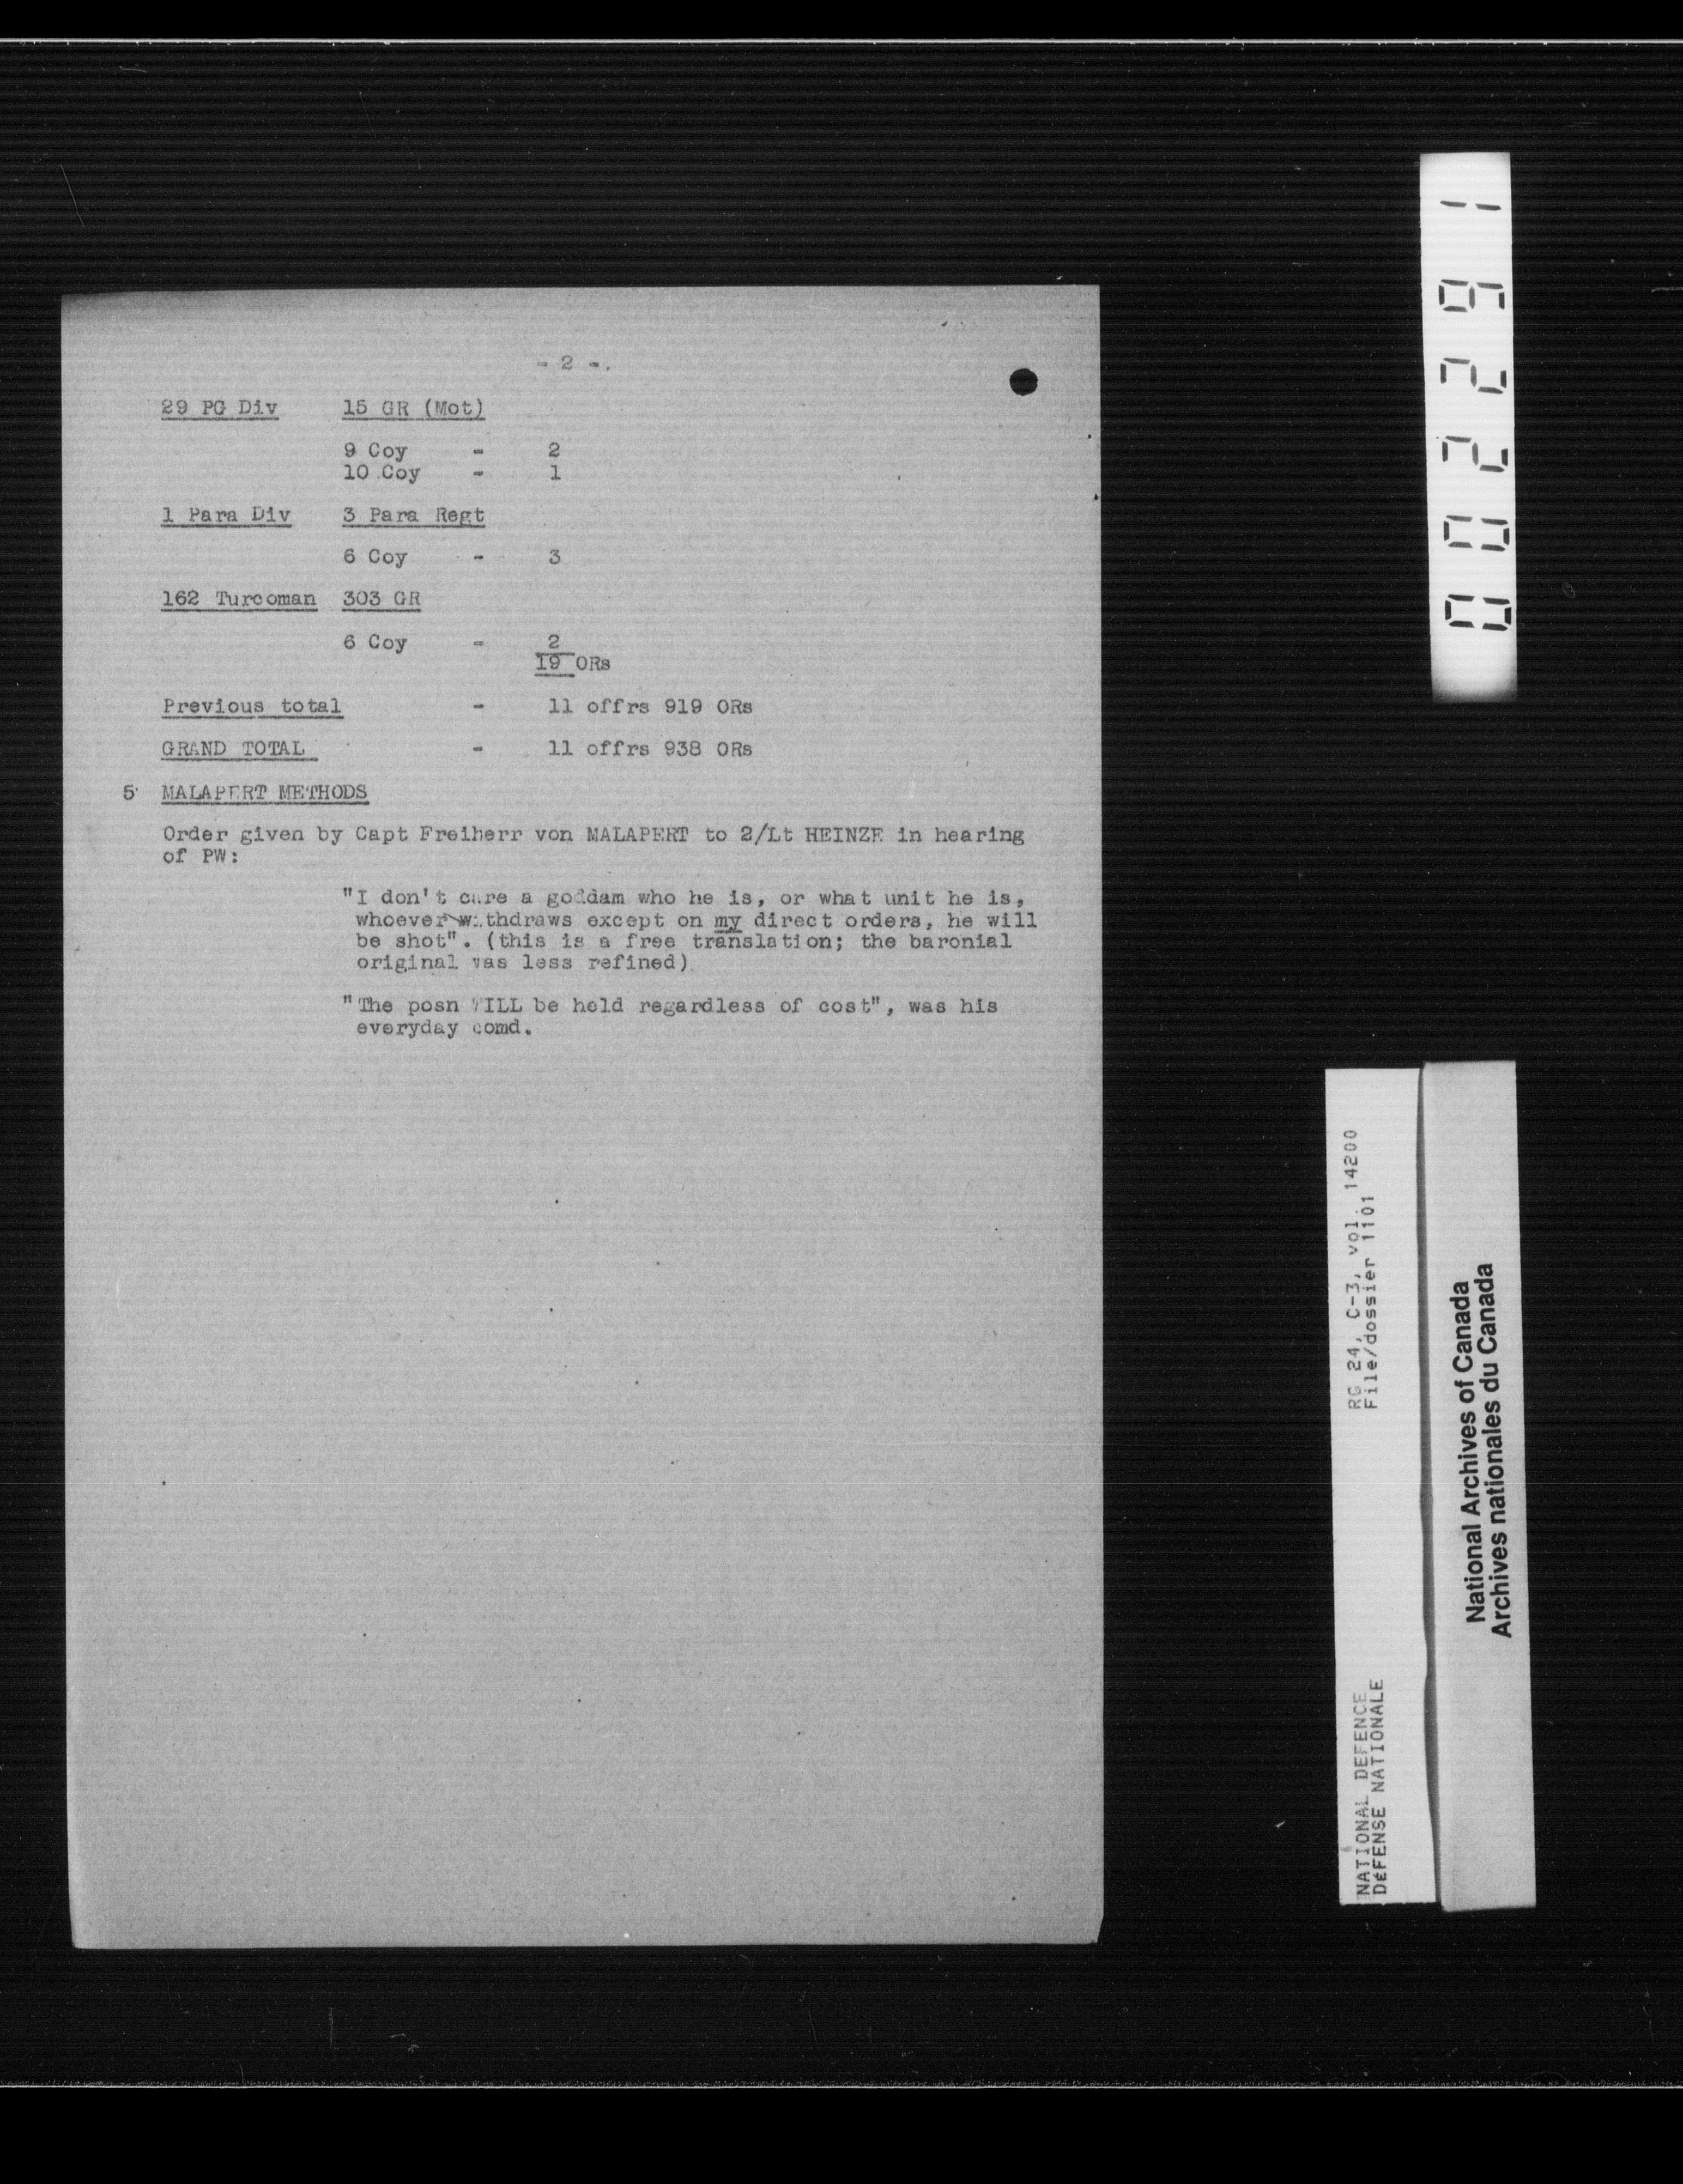 - 2 -.
29 PG Div 15 GR (Mot)
9 Coy - 2
10 Coy - 1
1 Para Div 3 Para Regt
6 Coy - 3
162 Turcoman 303 GR
6 Coy - 2
19 ORs
Previous total - 11 offrs 919 ORs
GRAND TOTAL - 11 offrs 938 ORs
5 MALAPERT METHODS
Order given by Capt Freiherr von MALAPERT to 2/Lt HEINZE in hearing
of PW:
"I don't care a goddam who he is, or what unit he is,
whoever withdraws except on my direct orders, he will
be shot". (this is a free translation; the baronial
original was less refined)
"The posn WILL be held regardless of cost", was his
everyday comd.
002291
RG 24, C-3, vol. 14200
File/dossier 1101
NATIONAL DEFENCE
DÉFENSE NATIONALE
National Archives of Canada
Archives nationales du Canada